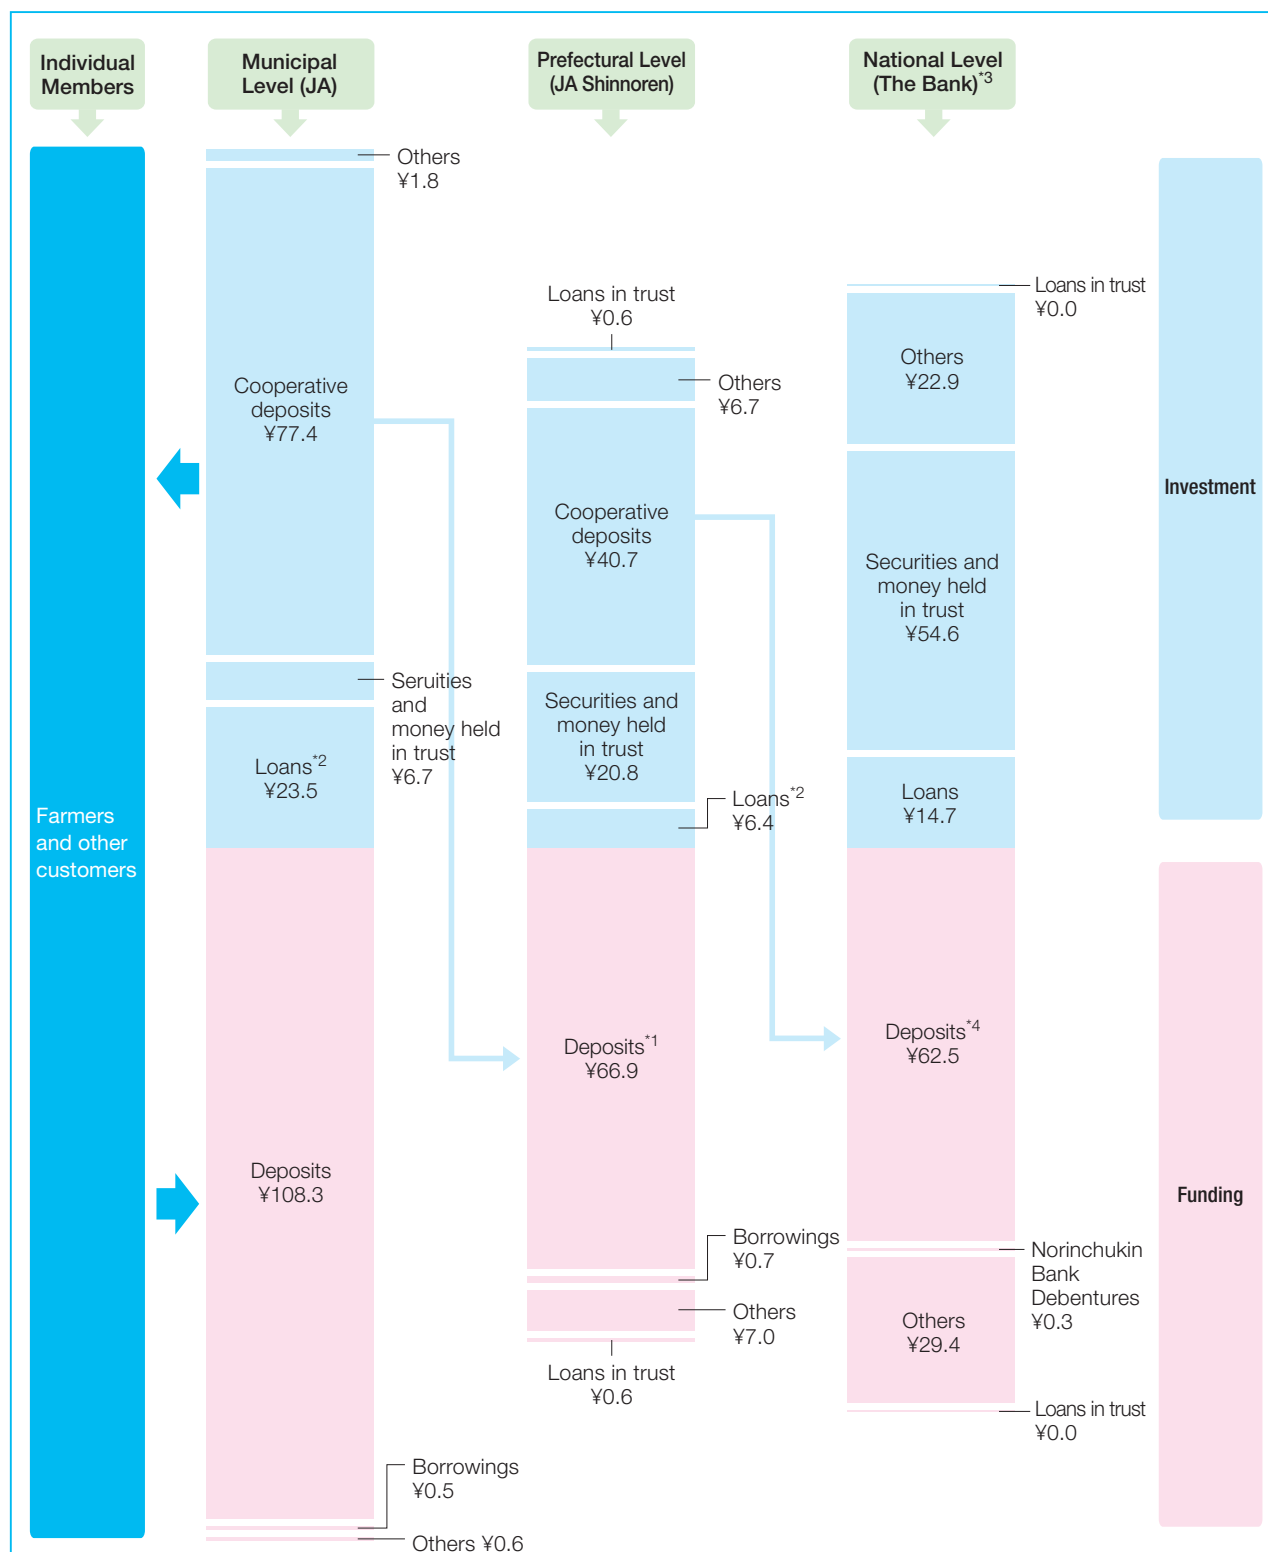 Individual
Members
Municipal
Level (JA)
Prefectural Level
(JA Shinnoren)
National Level
(The Bank)*3
Farmers
and other
customers
Others
¥1.8
Cooperative
deposits
¥77.4
Seruities
and
money held
in trust
¥6.7
Loans*2
¥23.5
Deposits
¥108.3
Borrowings
¥0.5
Others ¥0.6
Loans in trust
¥0.6
Others
¥6.7
Cooperative
deposits
¥40.7
Securities and
money held
in trust
¥20.8
Loans*2
¥6.4
Deposits*1
¥66.9
Borrowings
¥0.7
Others
¥7.0
Loans in trust
¥0.6
Loans in trust
¥0.0
Others
¥22.9
Securities and
money held
in trust
¥54.6
Loans
¥14.7
Deposits*4
¥62.5
Norinchukin
Bank
Debentures
¥0.3
Others
¥29.4
Loans in trust
¥0.0
Investment
Funding